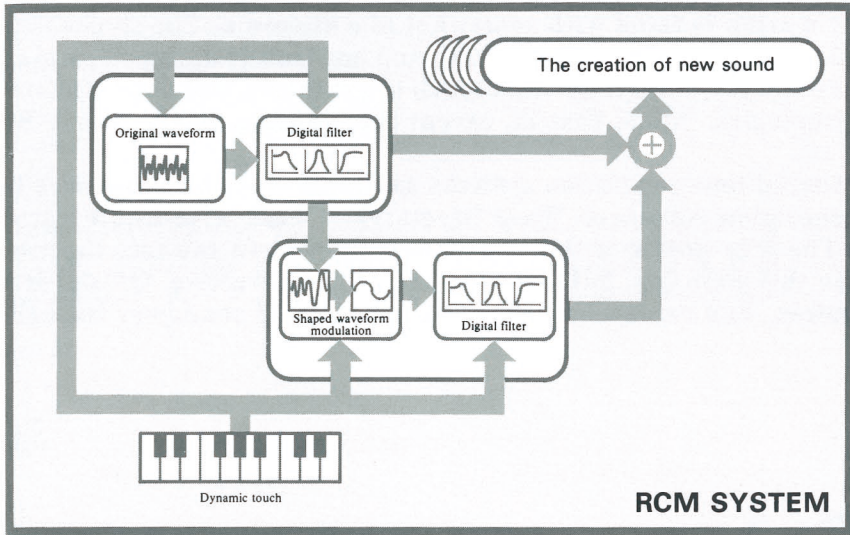 The creation of new sound
Original waveform
Digital filter
Shaped waveform
modulation
Digital filter
Dynamic touch
RCM SYSTEM